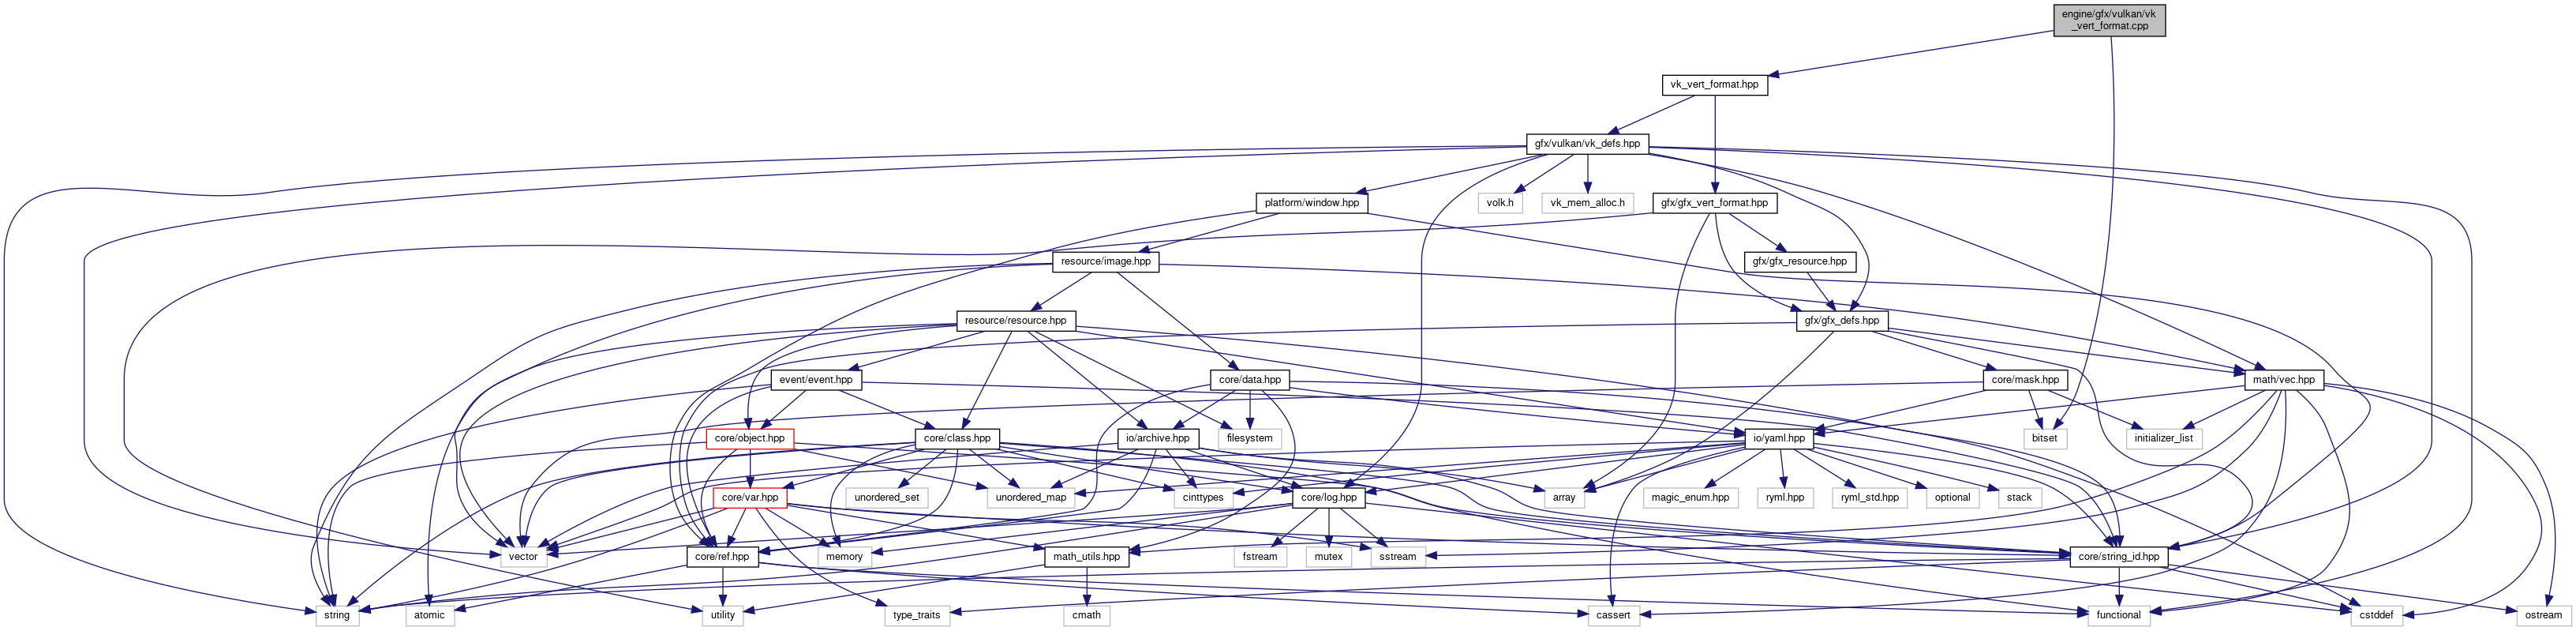 engine/gfx/vulkan/vk
_vert_format.cpp
vk_vert_format.hpp
gfx/vulkan/vk_defs.hpp
platform/window.hpp
volk.h
vk_mem_alloc.h
gfx/gfx_vert_format.hpp
resource/image.hpp
gfx/gfx_resource.hpp
resource/resource.hpp
gfx/gfx_defs.hpp
event/event.hpp
core/data.hpp
core/mask.hpp
math/vec.hpp
core/object.hpp
core/class.hpp
io/archive.hpp
filesystem
io/yaml.hpp
bitset
initializer_list
core/var.hpp
unordered_set
unordered_map
cinttypes
core/log.hpp
array
magic_enum.hpp
ryml.hpp
ryml_std.hpp
optional
stack
vector
core/ref.hpp
memory
math_utils.hpp
fstream
mutex
sstream
core/string_id.hpp
string
atomic
utility
type_traits
cmath
cassert
functional
cstddef
ostream